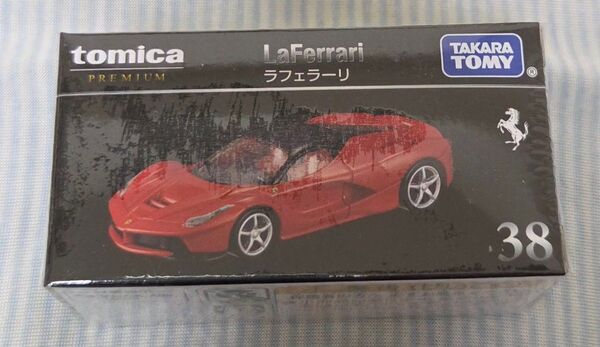 tomica
PREMIUM
LaFerrari
ラフェラーリ
TAKARA
TOMY
®
38